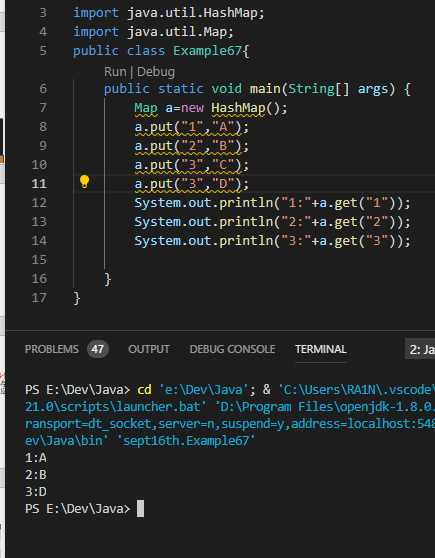 3 import java.util.HashMap;
4 import java.util.Map;
5 public class Example67{
Run | Debug
6 public static void main(String[] args) {
7 Map a=new HashMap();
8 a.put("1","A");
9 a.put("2","B");
10 a.put("3","C");
11 a.put("3","D");
12 System.out.println("1:"+a.get("1"));
13 System.out.println("2:"+a.get("2"));
14 System.out.println("3:"+a.get("3"));
15
16 }
17 }
PROBLEMS 47 OUTPUT DEBUG CONSOLE TERMINAL 2: Ja
PS E:\Dev\Java> cd 'e:\Dev\Java'; & 'C:\Users\RA1N\.vscode\
21.0\scripts\launcher.bat' 'D:\Program Files\openjdk-1.8.0.
ransport=dt_socket,server=n,suspend=y,address=localhost:548
ev\Java\bin' 'sept16th.Example67'
1:A
2:B
3:D
PS E:\Dev\Java>